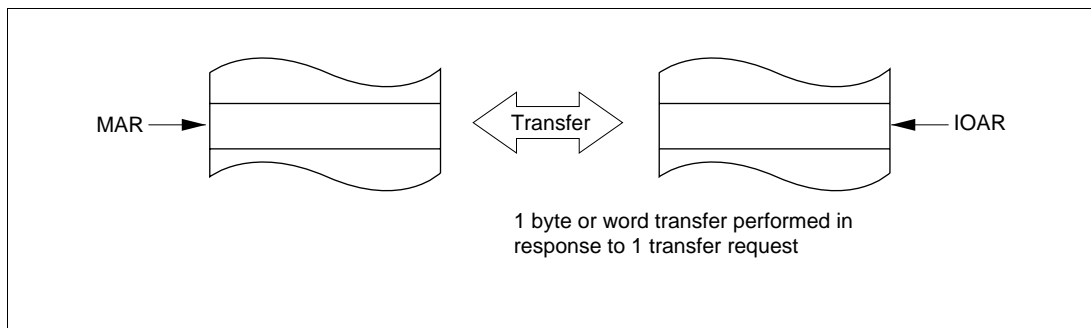 MAR
Transfer
IOAR
1 byte or word transfer performed in
response to 1 transfer request